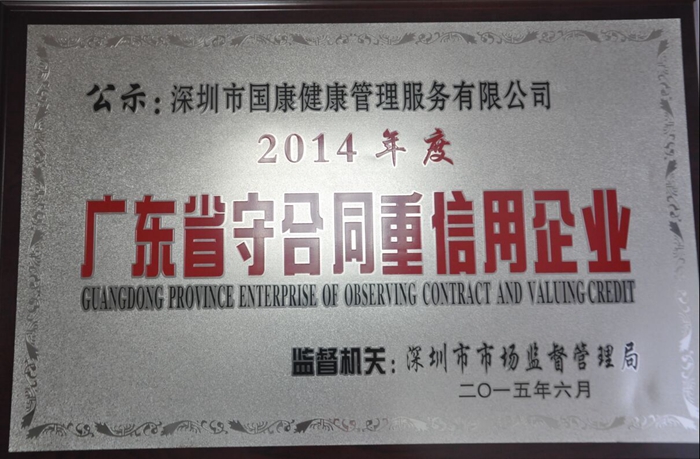 公示：深圳市国康健康管理服务有限公司
2014年度
广东省守合同重信用企业
GUANGDONG PROVINCE ENTERPRISE OF OBSERVING CONTRACT AND VALUING CREDIT
监督机关：深圳市市场监督管理局
二〇一五年六月